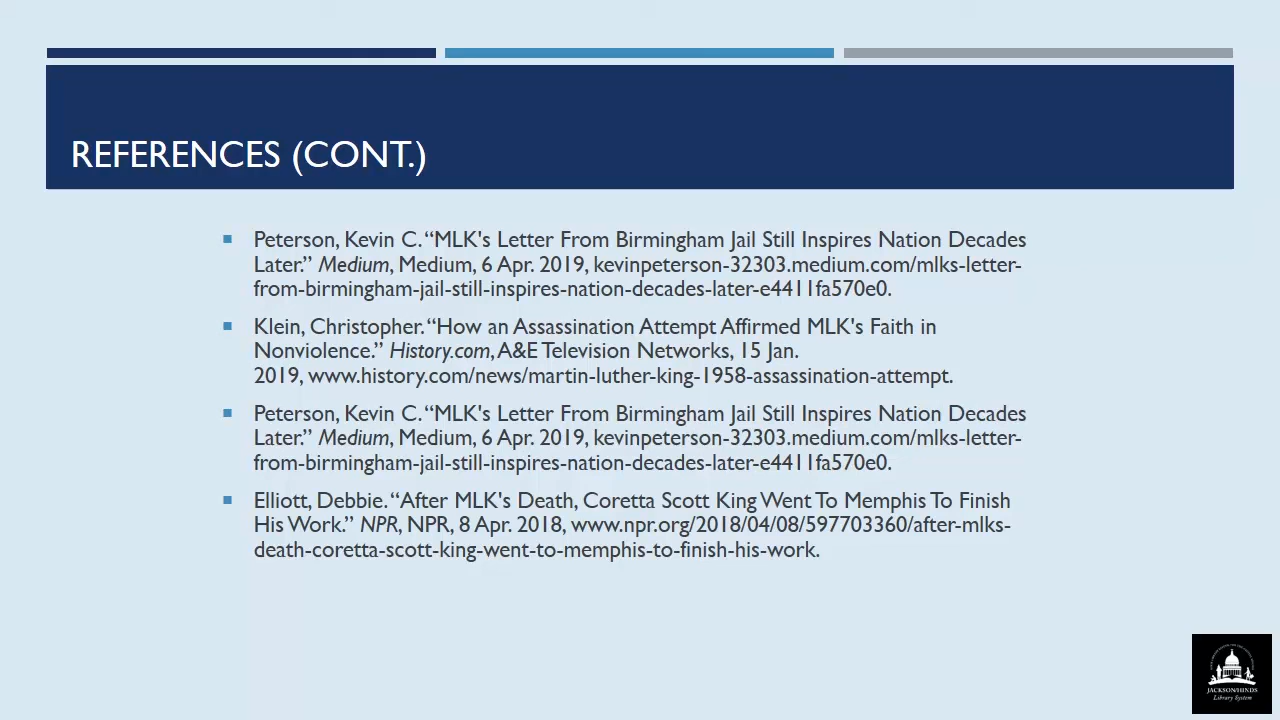 REFERENCES (CONT.)
Peterson, Kevin C. “MLK's Letter From Birmingham Jail Still Inspires Nation Decades
Later.” Medium, Medium, 6 Apr. 2019, kevinpeterson-32303.medium.com/mlks-letter-
from-birmingham-jail-still-inspires-nation-decades-later-e4411fa570e0.
Klein, Christopher. “How an Assassination Attempt Affirmed MLK's Faith in
Nonviolence.” History.com, A&E Television Networks, 15 Jan.
2019, www.history.com/news/martin-luther-king-1958-assassination-attempt.
Peterson, Kevin C. “MLK's Letter From Birmingham Jail Still Inspires Nation Decades
Later.” Medium, Medium, 6 Apr. 2019, kevinpeterson-32303.medium.com/mlks-letter-
from-birmingham-jail-still-inspires-nation-decades-later-e4411fa570e0.
Elliott, Debbie. “After MLK's Death, Coretta Scott King Went To Memphis To Finish
His Work.” NPR, NPR, 8 Apr. 2018, www.npr.org/2018/04/08/597703360/after-mlks-
death-coretta-scott-king-went-to-memphis-to-finish-his-work.
JACKSON/HINDS
Library System